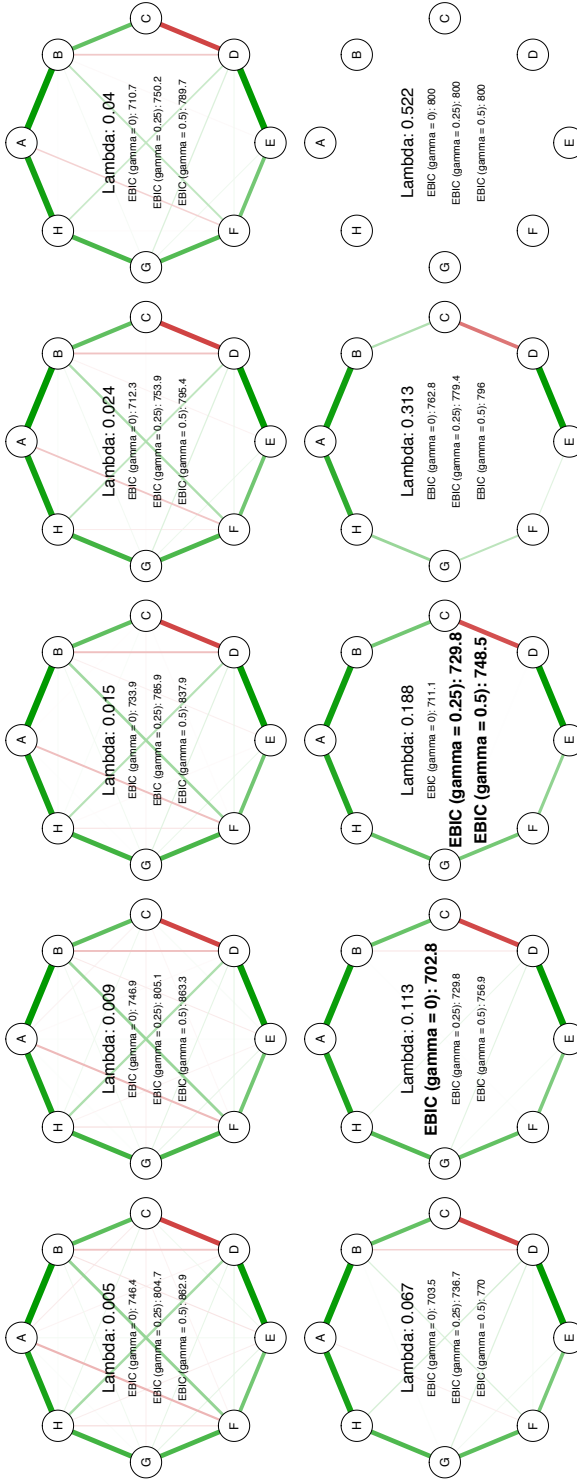 A
B
C
D
E
F
G
H
Lambda: 0.005
EBIC (gamma = 0): 746.4
EBIC (gamma = 0.25): 804.7
EBIC (gamma = 0.5): 862.9
A
B
C
D
E
F
G
H
Lambda: 0.009
EBIC (gamma = 0): 746.9
EBIC (gamma = 0.25): 805.1
EBIC (gamma = 0.5): 863.3
A
B
C
D
E
F
G
H
Lambda: 0.015
EBIC (gamma = 0): 733.9
EBIC (gamma = 0.25): 785.9
EBIC (gamma = 0.5): 837.9
A
B
C
D
E
F
G
H
Lambda: 0.024
EBIC (gamma = 0): 712.3
EBIC (gamma = 0.25): 753.9
EBIC (gamma = 0.5): 795.4
A
B
C
D
E
F
G
H
Lambda: 0.04
EBIC (gamma = 0): 710.7
EBIC (gamma = 0.25): 750.2
EBIC (gamma = 0.5): 789.7
A
B
C
D
E
F
G
H
Lambda: 0.067
EBIC (gamma = 0): 703.5
EBIC (gamma = 0.25): 736.7
EBIC (gamma = 0.5): 770
A
B
C
D
E
F
G
H
Lambda: 0.113
EBIC (gamma = 0): 702.8
EBIC (gamma = 0.25): 729.8
EBIC (gamma = 0.5): 756.9
A
B
C
D
E
F
G
H
Lambda: 0.188
EBIC (gamma = 0): 711.1
EBIC (gamma = 0.25): 729.8
EBIC (gamma = 0.5): 748.5
A
B
C
D
E
F
G
H
Lambda: 0.313
EBIC (gamma = 0): 762.8
EBIC (gamma = 0.25): 779.4
EBIC (gamma = 0.5): 796
A
B
C
D
E
F
G
H
Lambda: 0.522
EBIC (gamma = 0): 800
EBIC (gamma = 0.25): 800
EBIC (gamma = 0.5): 800